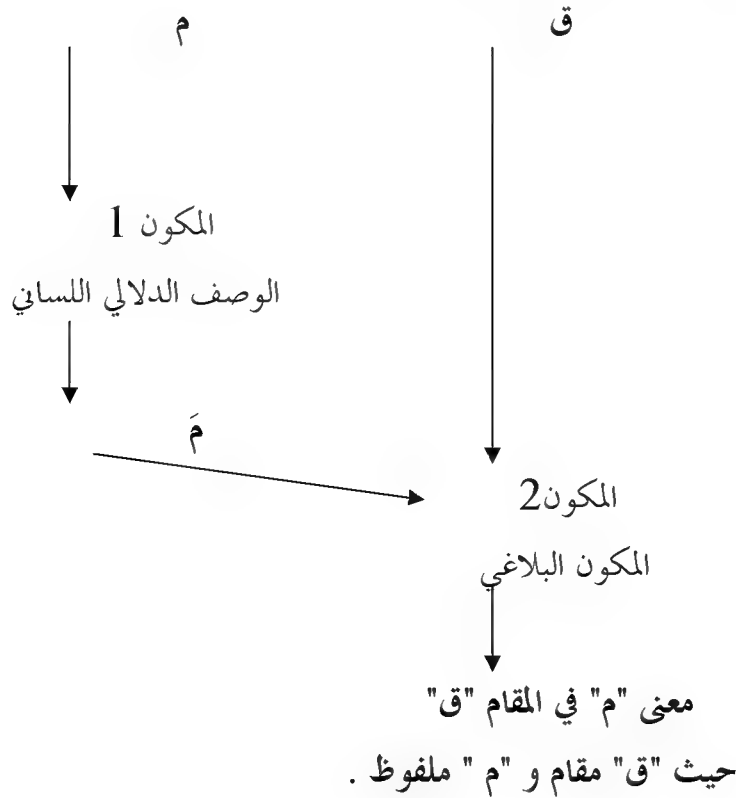 ق
م
المكون 1
الوصف الدلالي اللساني
مَ
المكون2
المكون البلاغي
معنى "م" في المقام "ق"
حيث "ق" مقام و "م " ملفوظ .